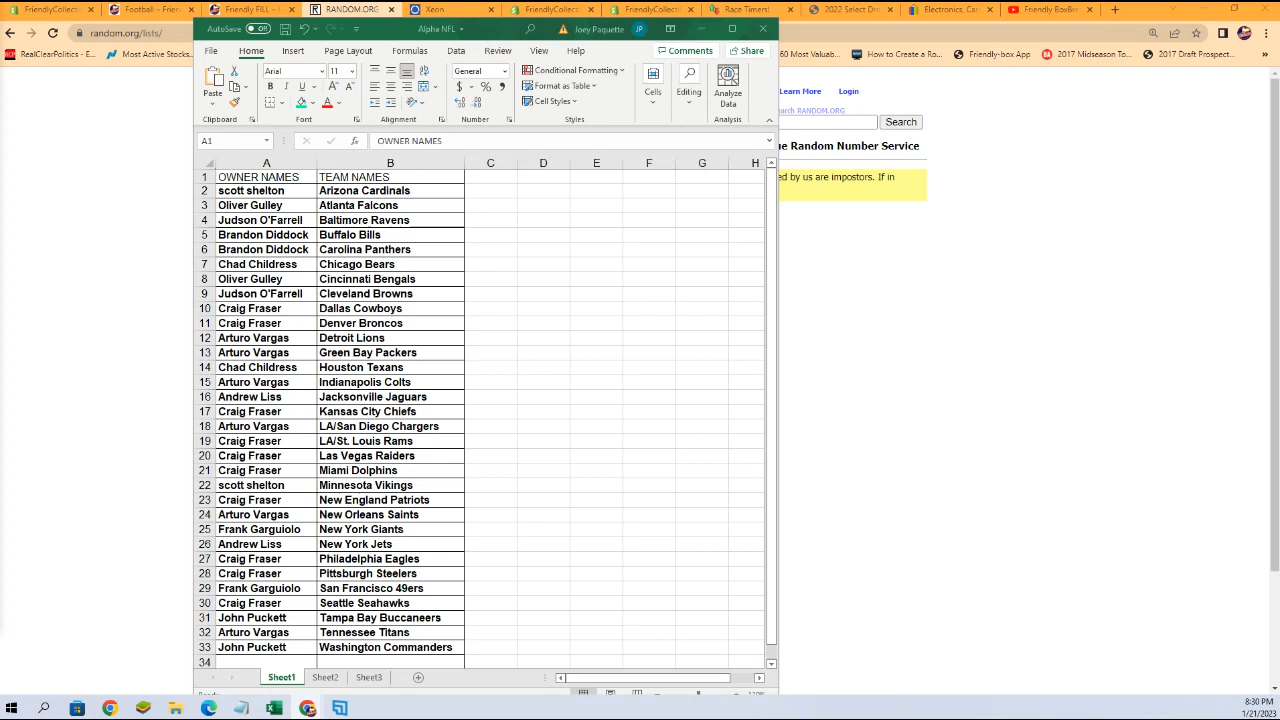 FriendlyCollecti
Football – Frien
Friendly FILL –
RANDOM.ORG
Xeon
FriendlyCollecti
FriendlyCollecti
Race Timers!
2022 Select Dra
Electronics, Car
Friendly BoxBre
random.org/lists/
RealClearPolitics - E...
Most Active Stocks...
60 Most Valuab...
How to Create a Ro...
Friendly-box App
2017 Midseason To...
2017 Draft Prospect...
AutoSave Off
Alpha NFL
Joey Paquette JP
File Home Insert Page Layout Formulas Data Review View Help Comments Share
Paste
Arial 11
B I U A
General
$ % 9
Conditional Formatting
Format as Table
Cell Styles
Cells
Editing
Analyze Data
Clipboard Font Alignment Number Styles Analysis
A1 fx OWNER NAMES
A B C D E F G H
1 OWNER NAMES TEAM NAMES
2 scott shelton Arizona Cardinals
3 Oliver Gulley Atlanta Falcons
4 Judson O'Farrell Baltimore Ravens
5 Brandon Diddock Buffalo Bills
6 Brandon Diddock Carolina Panthers
7 Chad Childress Chicago Bears
8 Oliver Gulley Cincinnati Bengals
9 Judson O'Farrell Cleveland Browns
10 Craig Fraser Dallas Cowboys
11 Craig Fraser Denver Broncos
12 Arturo Vargas Detroit Lions
13 Arturo Vargas Green Bay Packers
14 Chad Childress Houston Texans
15 Arturo Vargas Indianapolis Colts
16 Andrew Liss Jacksonville Jaguars
17 Craig Fraser Kansas City Chiefs
18 Arturo Vargas LA/San Diego Chargers
19 Craig Fraser LA/St. Louis Rams
20 Craig Fraser Las Vegas Raiders
21 Craig Fraser Miami Dolphins
22 scott shelton Minnesota Vikings
23 Craig Fraser New England Patriots
24 Arturo Vargas New Orleans Saints
25 Frank Garguiolo New York Giants
26 Andrew Liss New York Jets
27 Craig Fraser Philadelphia Eagles
28 Craig Fraser Pittsburgh Steelers
29 Frank Garguiolo San Francisco 49ers
30 Craig Fraser Seattle Seahawks
31 John Puckett Tampa Bay Buccaneers
32 Arturo Vargas Tennessee Titans
33 John Puckett Washington Commanders
34
Sheet1 Sheet2 Sheet3
Learn More Login
earch RANDOM.ORG
Search
ue Random Number Service
ed by us are impostors. If in
8:30 PM
1/21/2023